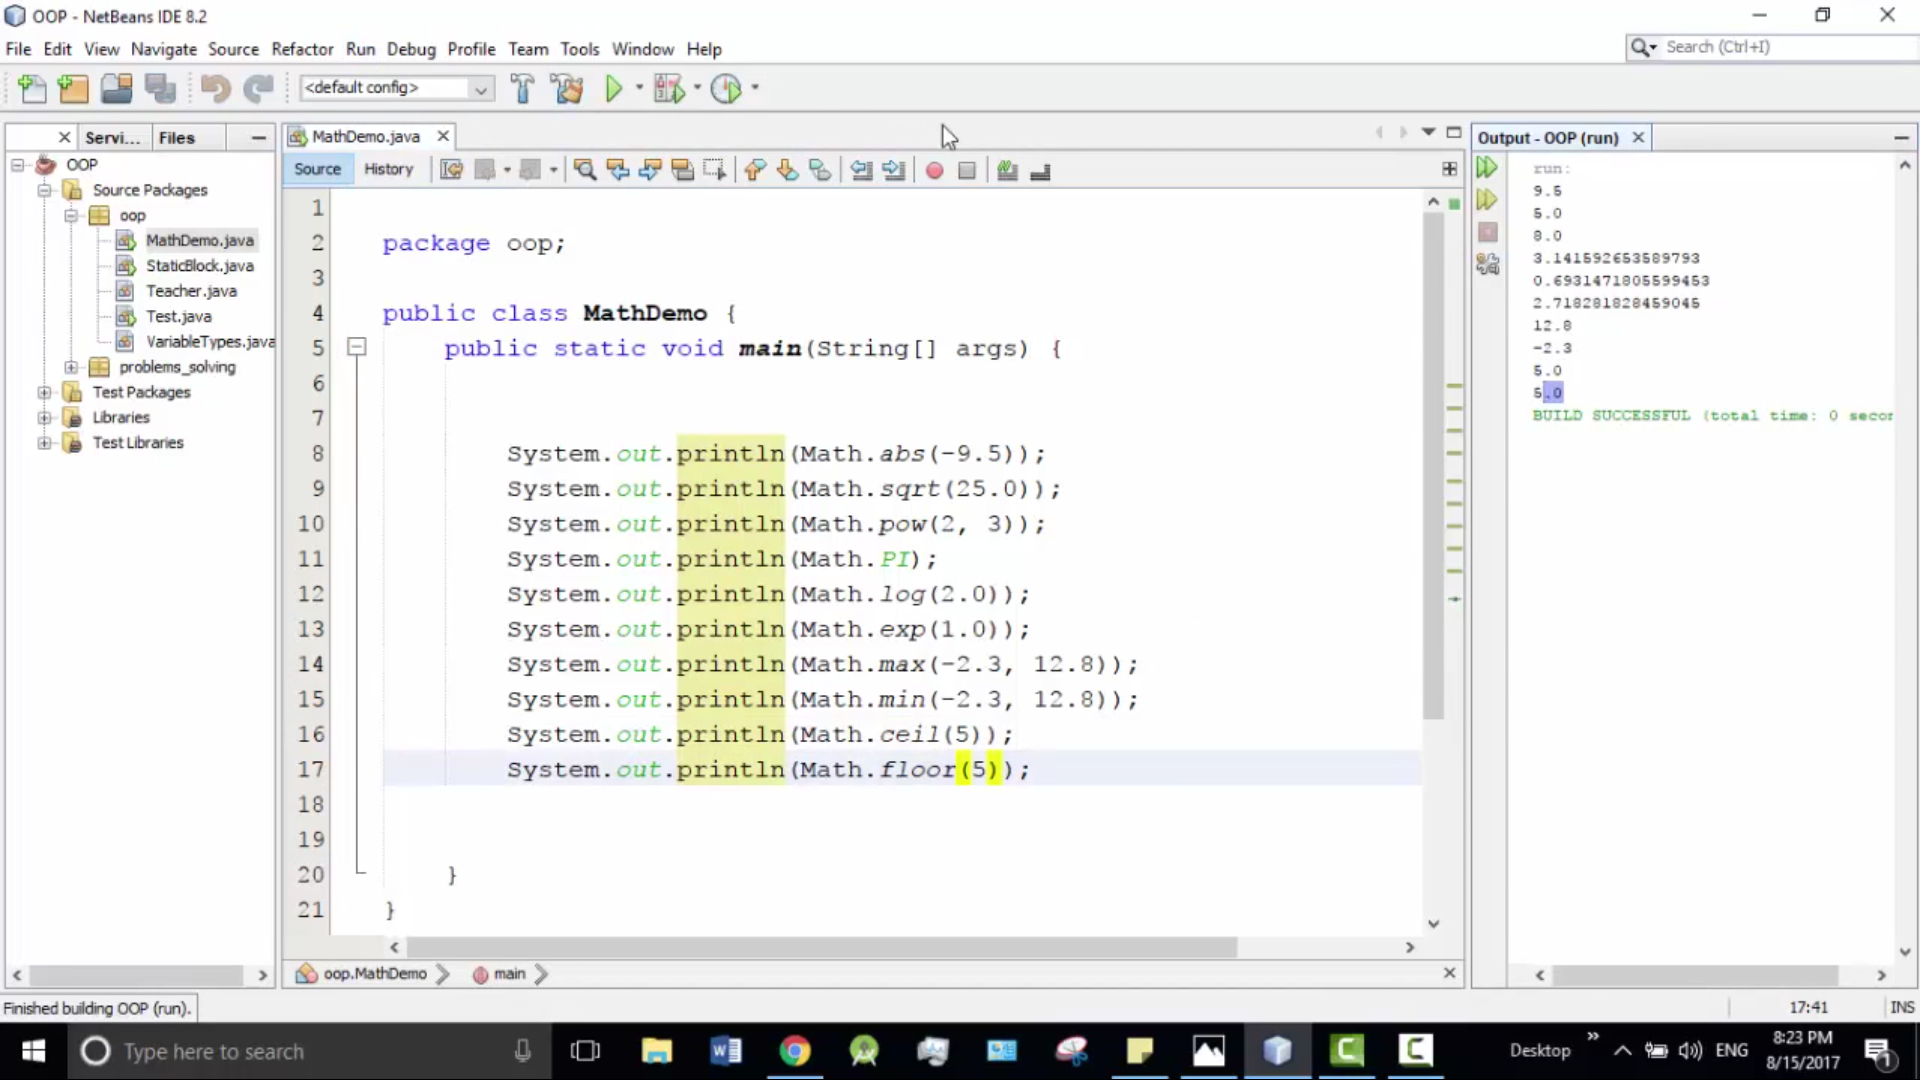 OOP - NetBeans IDE 8.2
File Edit View Navigate Source Refactor Run Debug Profile Team Tools Window Help
Search (Ctrl+I)
<default config>
Servi... Files
OOP
Source Packages
oop
MathDemo.java
StaticBlock.java
Teacher.java
Test.java
VariableTypes.java
problems_solving
Test Packages
Libraries
Test Libraries
MathDemo.java
Source History
1
2 package oop;
3
4 public class MathDemo {
5 public static void main(String[] args) {
6
7
8 System.out.println(Math.abs(-9.5));
9 System.out.println(Math.sqrt(25.0));
10 System.out.println(Math.pow(2, 3));
11 System.out.println(Math.PI);
12 System.out.println(Math.log(2.0));
13 System.out.println(Math.exp(1.0));
14 System.out.println(Math.max(-2.3, 12.8));
15 System.out.println(Math.min(-2.3, 12.8));
16 System.out.println(Math.ceil(5));
17 System.out.println(Math.floor(5));
18
19
20 }
21 }
oop.MathDemo main
Output - OOP (run)
run:
9.5
5.0
8.0
3.141592653589793
0.6931471805599453
2.718281828459045
12.8
-2.3
5.0
5.0
BUILD SUCCESSFUL (total time: 0 secon
Finished building OOP (run).
17:41 INS
Type here to search
Desktop
ENG
8:23 PM
8/15/2017
1